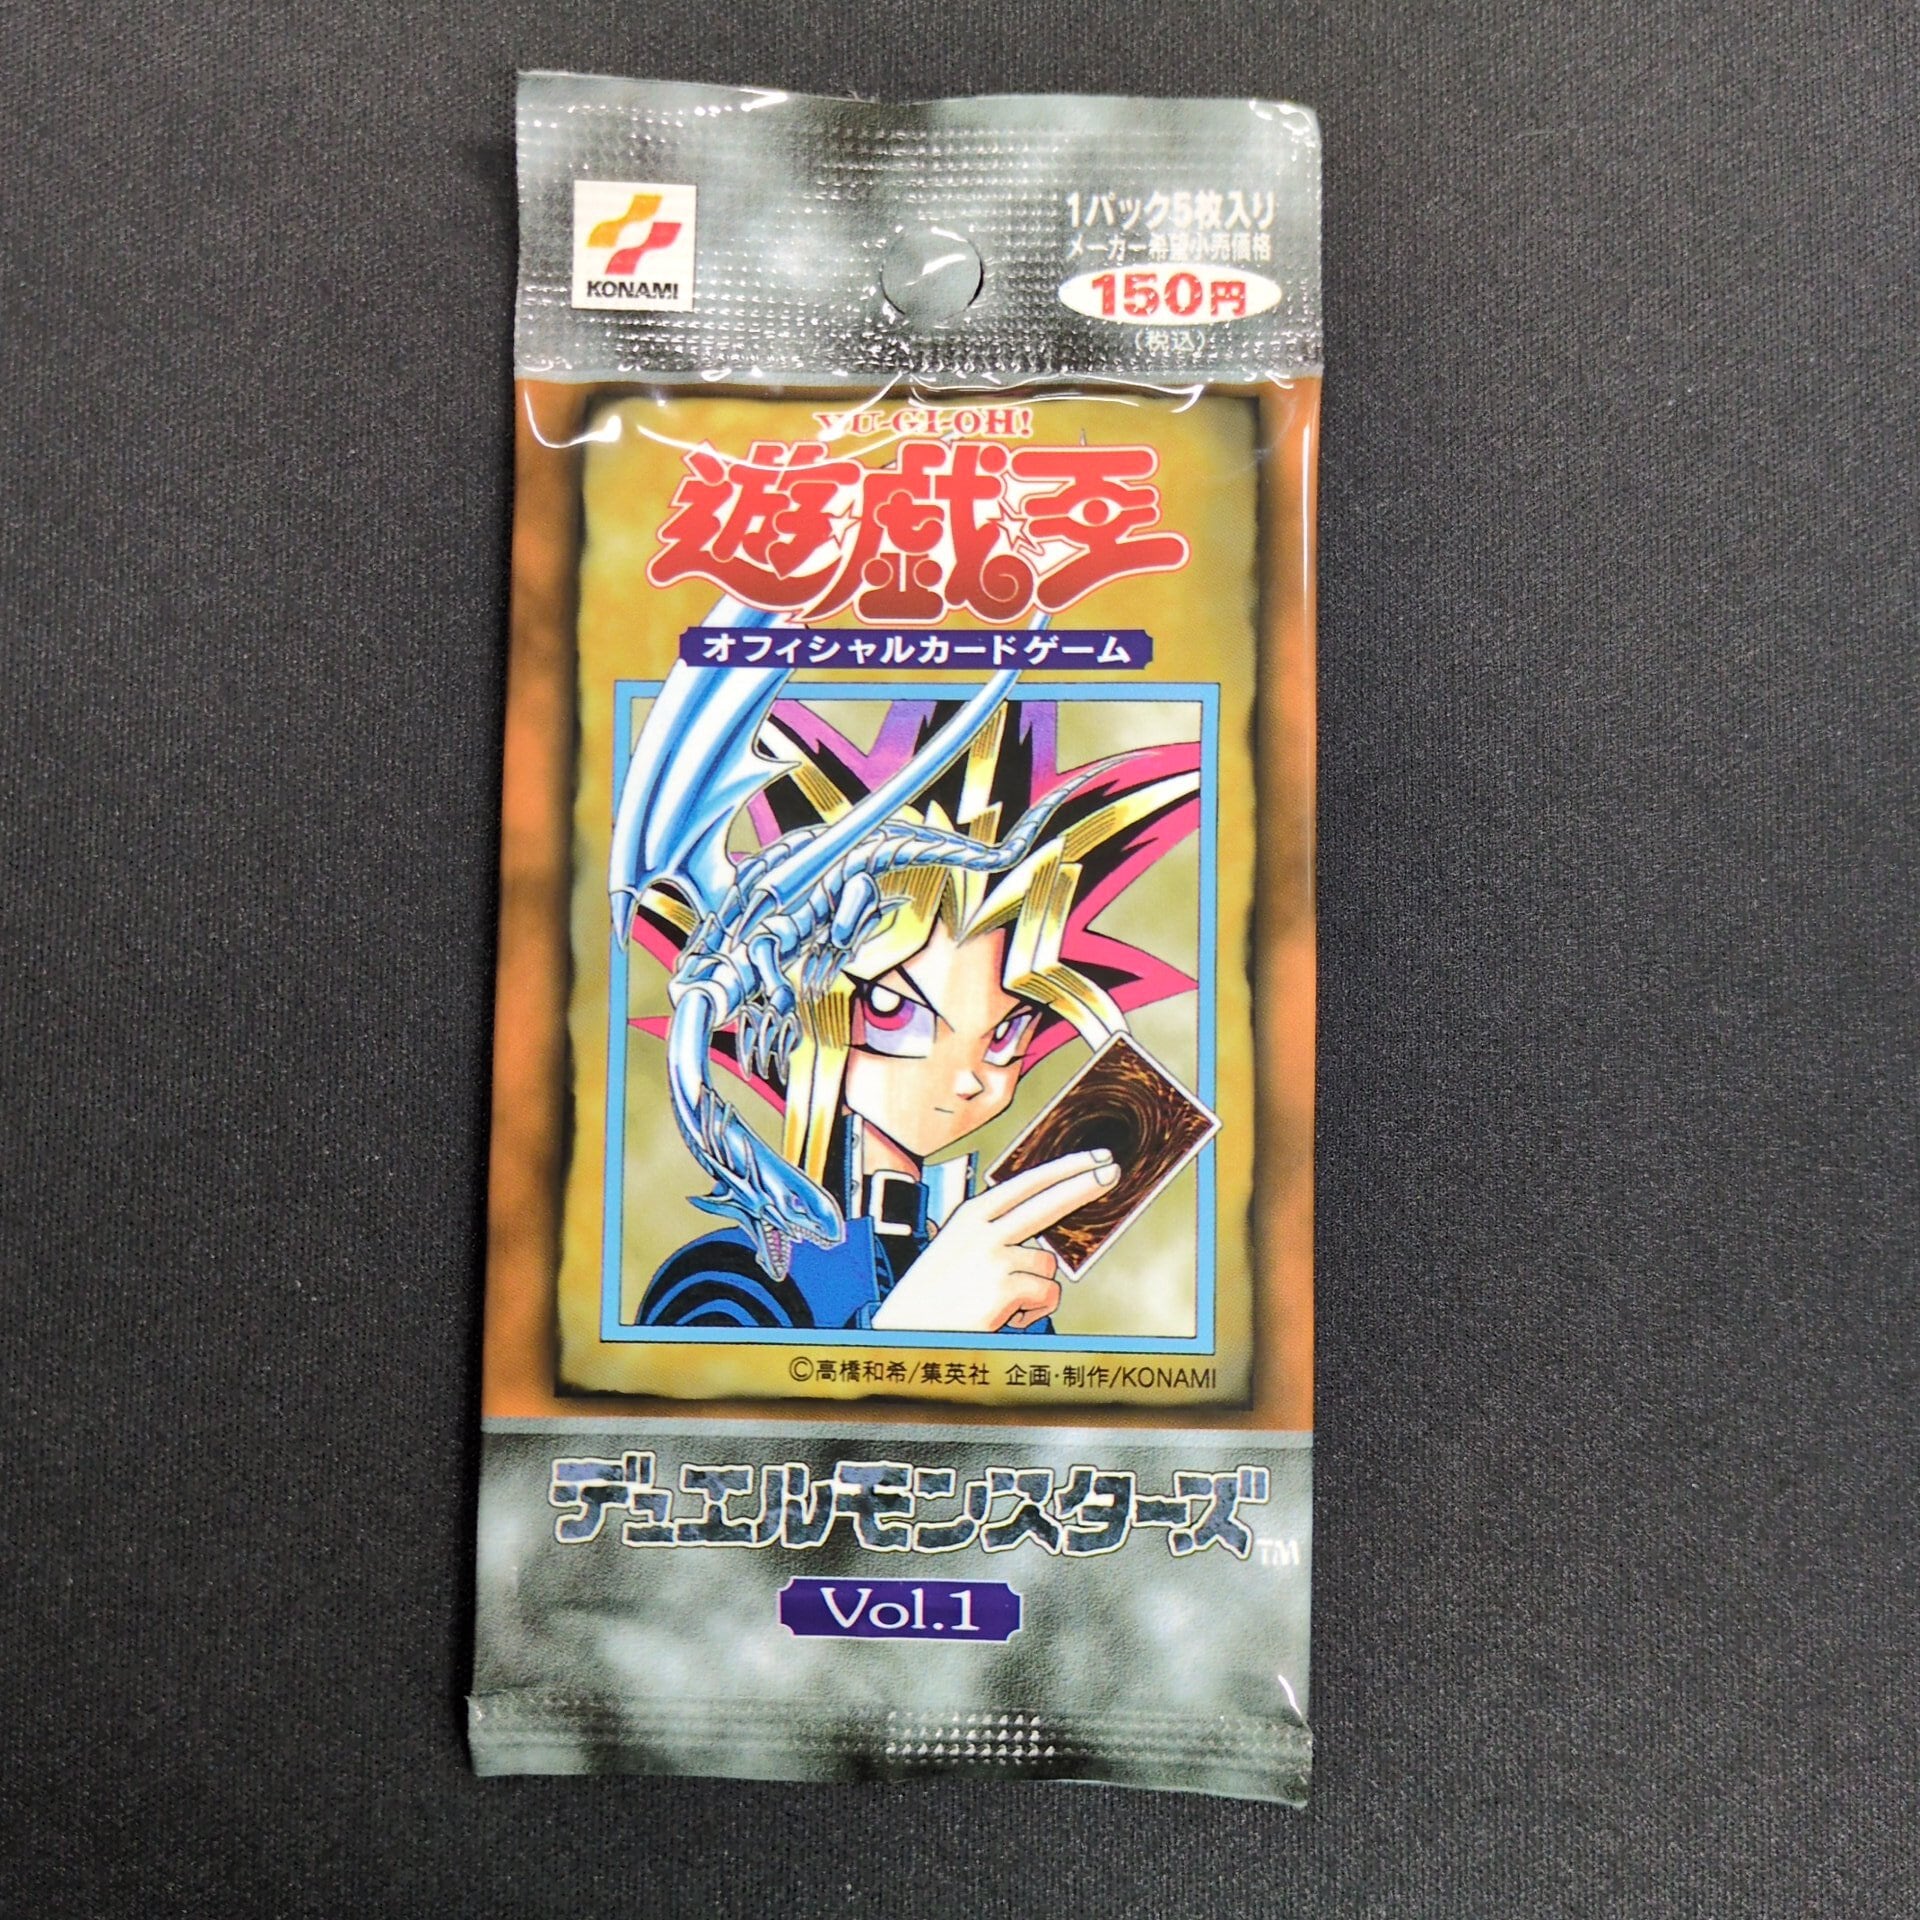 KONAMI
1パック5枚入り
メーカー希望小売価格
150円
(税込)
YU-GI-OH!
遊☆戯☆王
オフィシャルカードゲーム
©高橋和希/集英社 企画・制作/KONAMI
デュエルモンスターズ™
Vol.1